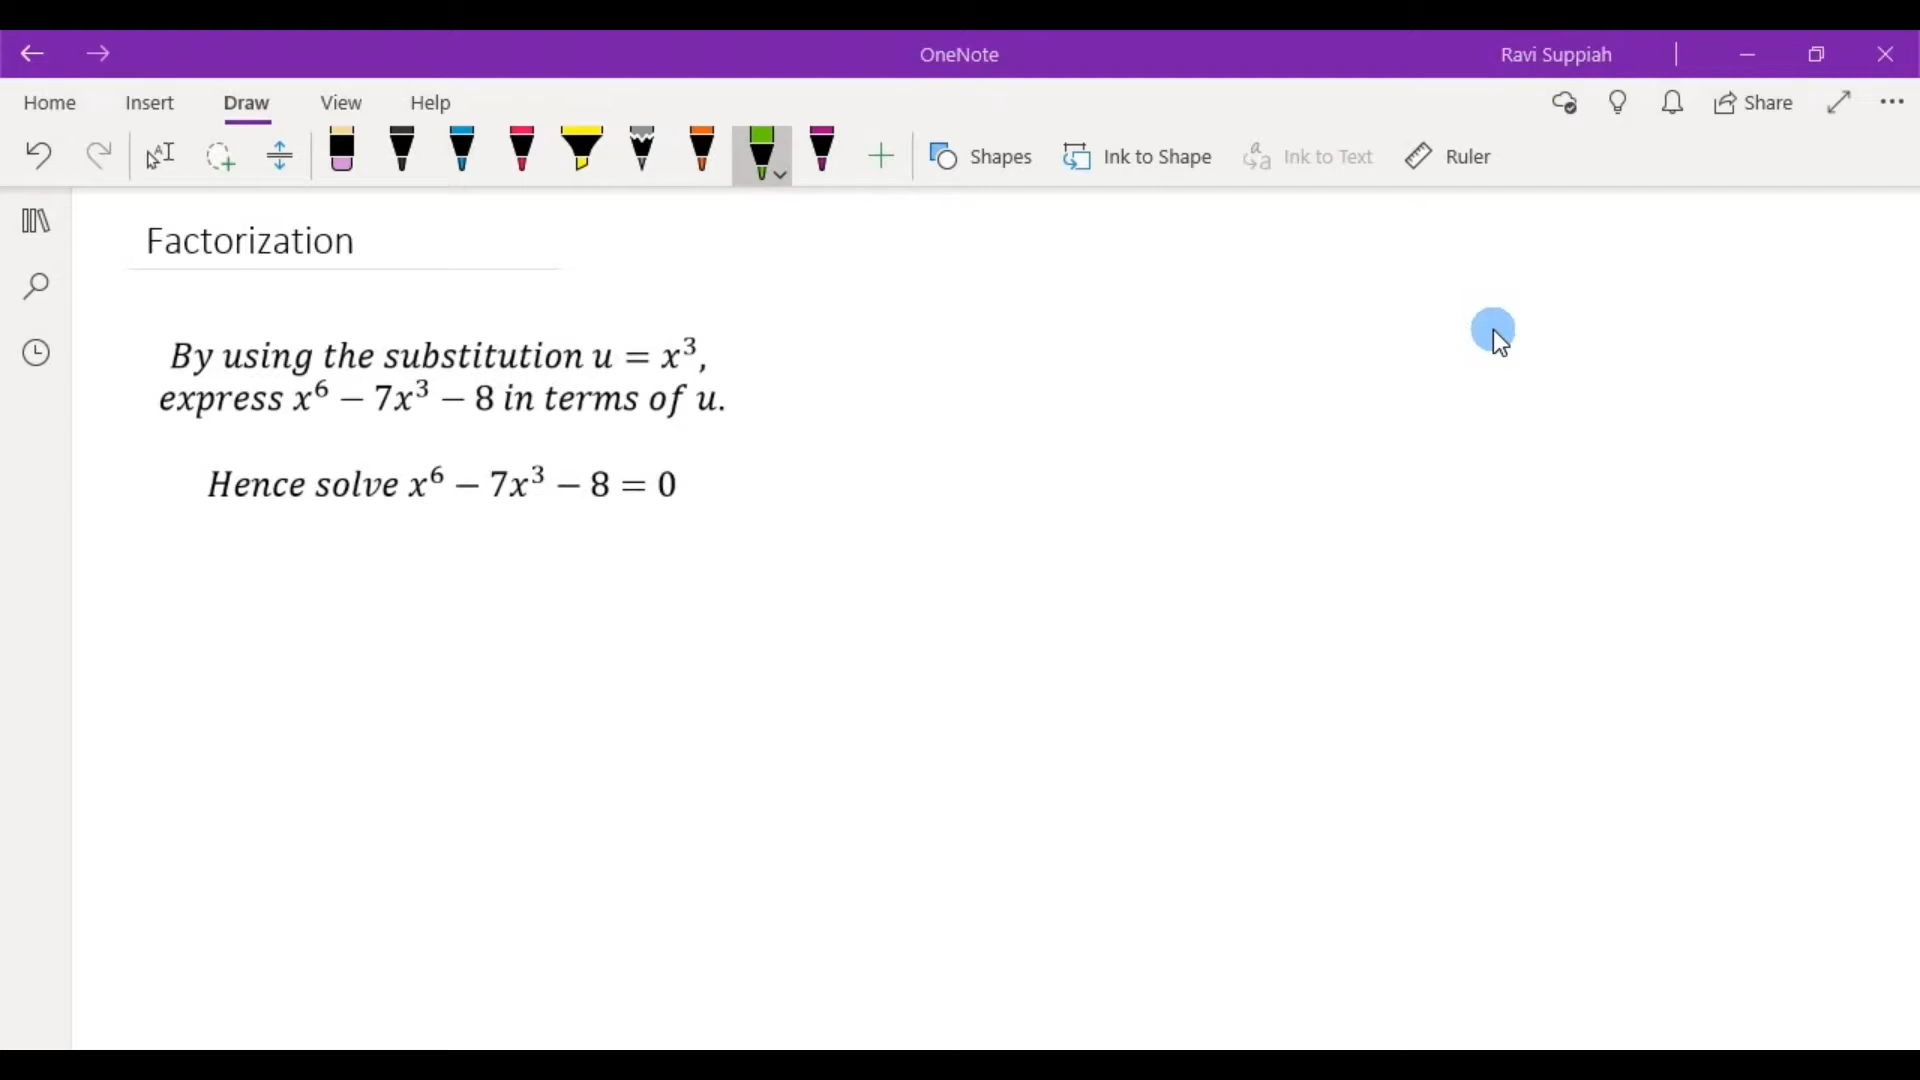 OneNote
Ravi Suppiah
Home Insert Draw View Help
Share
Shapes Ink to Shape Ink to Text Ruler
Factorization
By using the substitution u = x³,
express x⁶ − 7x³ − 8 in terms of u.
Hence solve x⁶ − 7x³ − 8 = 0